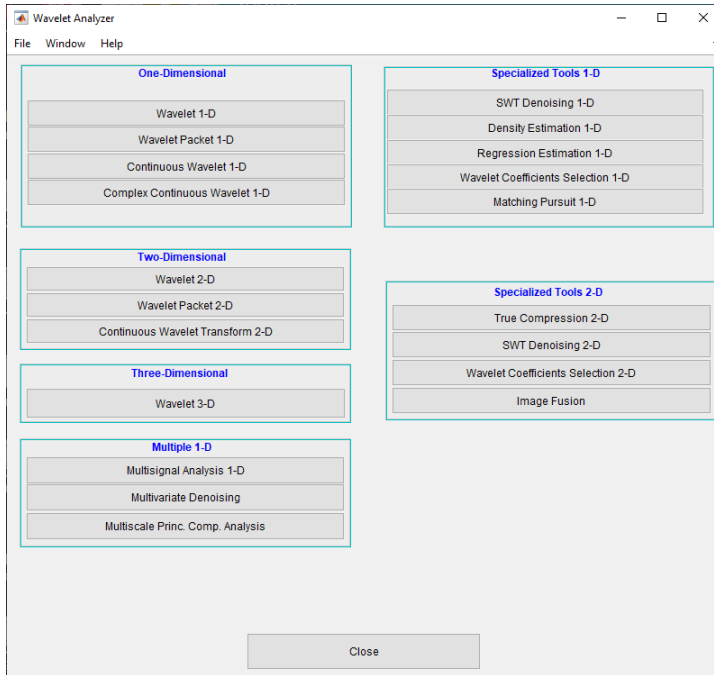 Wavelet Analyzer
File Window Help
One-Dimensional
Wavelet 1-D
Wavelet Packet 1-D
Continuous Wavelet 1-D
Complex Continuous Wavelet 1-D
Two-Dimensional
Wavelet 2-D
Wavelet Packet 2-D
Continuous Wavelet Transform 2-D
Three-Dimensional
Wavelet 3-D
Multiple 1-D
Multisignal Analysis 1-D
Multivariate Denoising
Multiscale Princ. Comp. Analysis
Specialized Tools 1-D
SWT Denoising 1-D
Density Estimation 1-D
Regression Estimation 1-D
Wavelet Coefficients Selection 1-D
Matching Pursuit 1-D
Specialized Tools 2-D
True Compression 2-D
SWT Denoising 2-D
Wavelet Coefficients Selection 2-D
Image Fusion
Close